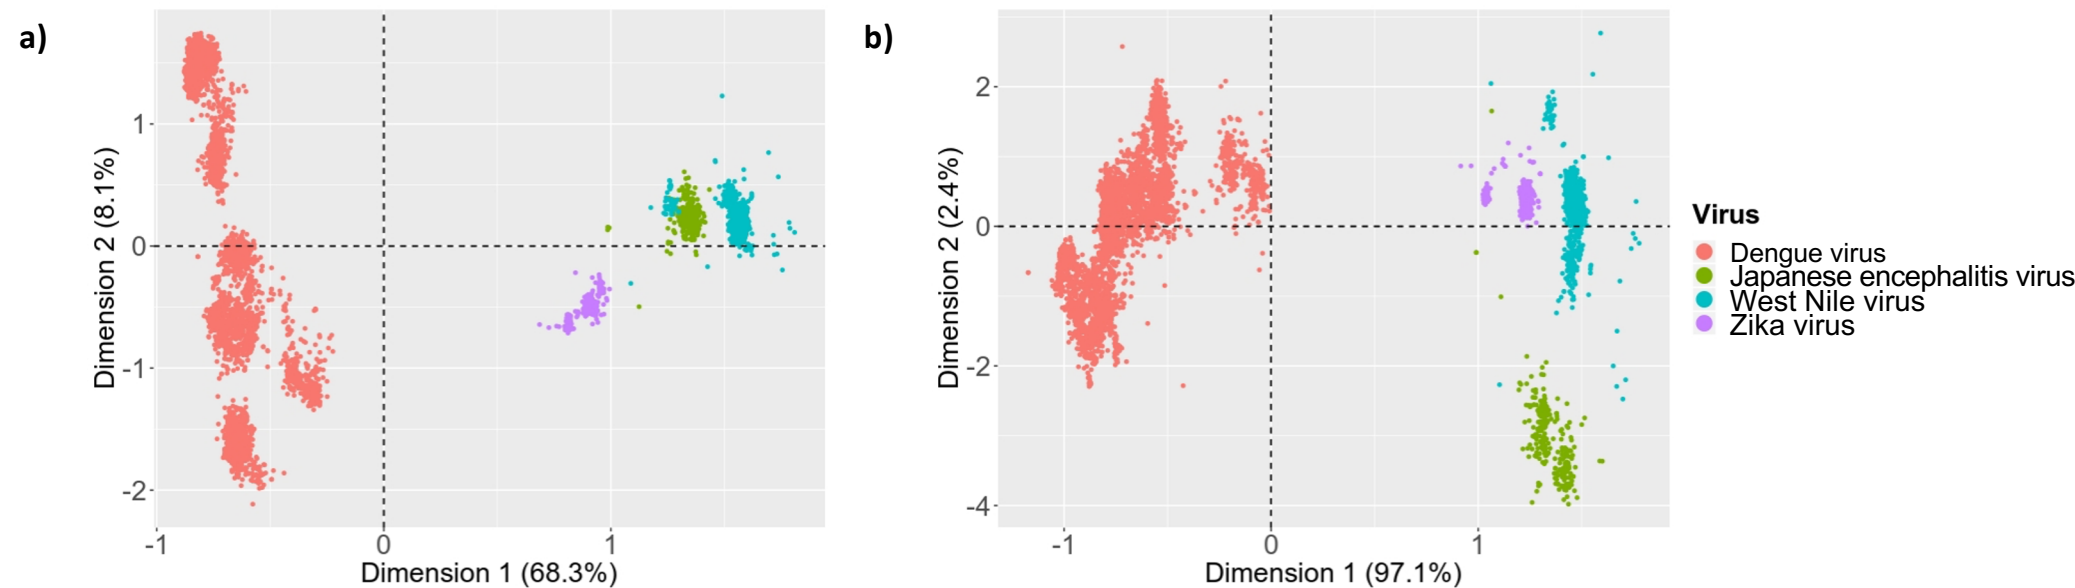 a)
Dimension 2 (8.1%)
1
0
-1
-2
-1
0
1
Dimension 1 (68.3%)
b)
Dimension 2 (2.4%)
2
0
-2
-4
-1
0
1
Dimension 1 (97.1%)
Virus
Dengue virus
Japanese encephalitis virus
West Nile virus
Zika virus